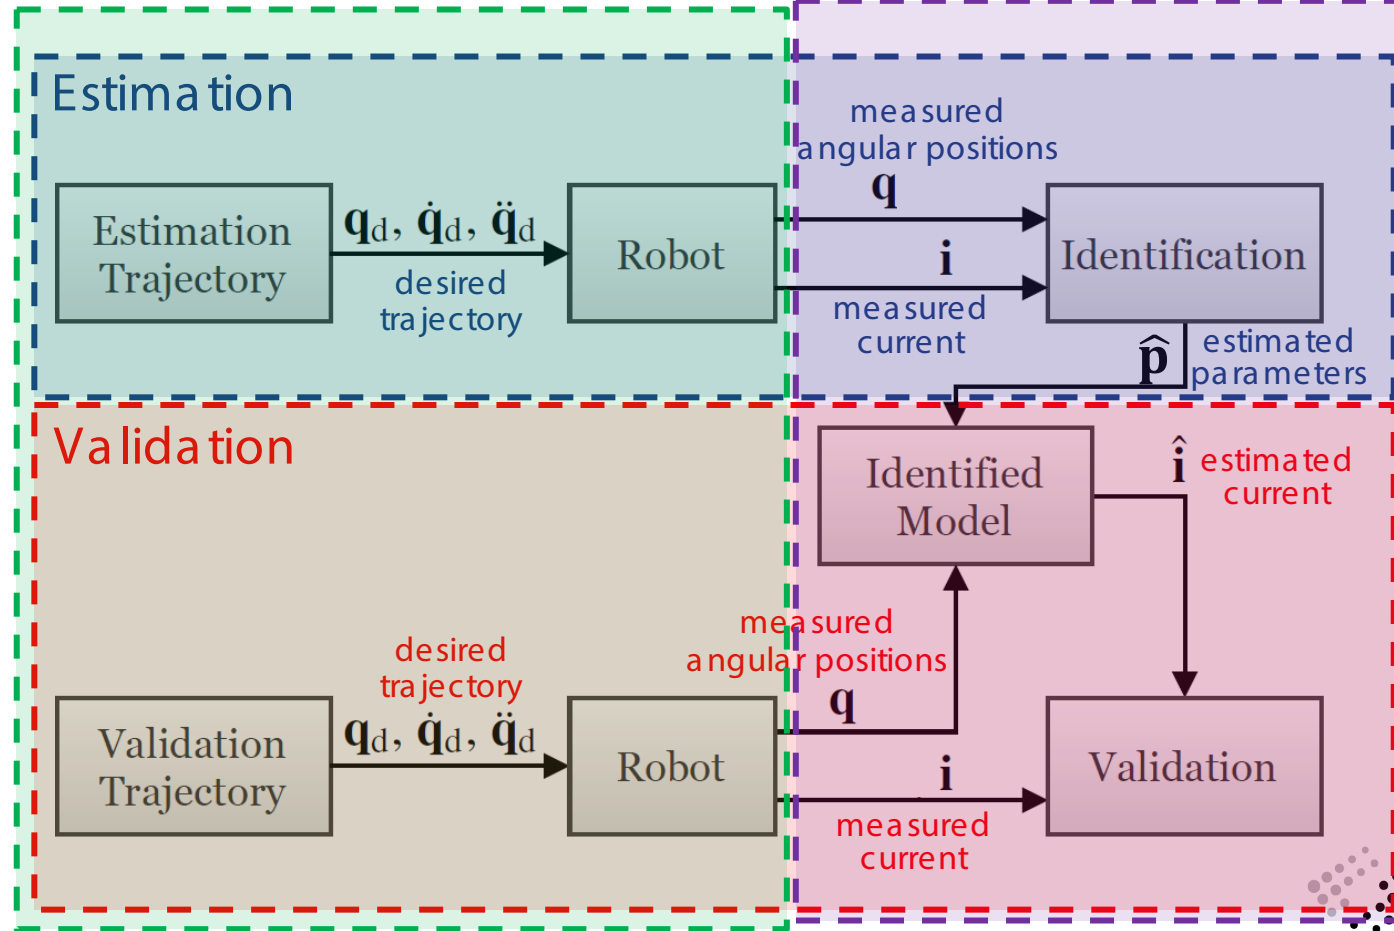 Estimation
measured
angular positions
q
Estimation
Trajectory
q̇_d, q̇_d, q̈_d
desired
trajectory
Robot
i
measured
current
Identification
p̂
estimated
parameters
Validation
Identified
Model
î
estimated
current
measured
angular positions
q
desired
trajectory
Validation
Trajectory
q_d, q̇_d, q̈_d
Robot
i
measured
current
Validation